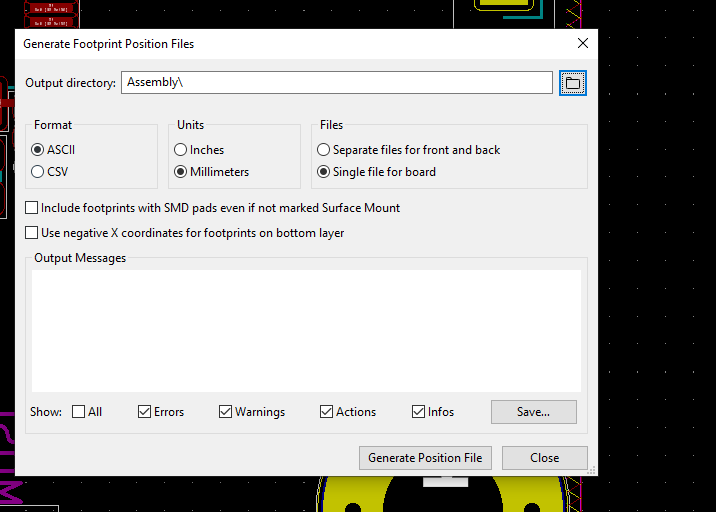 Generate Footprint Position Files
Output directory: Assembly\
Format Units Files
ASCII Inches Separate files for front and back
CSV Millimeters Single file for board
Include footprints with SMD pads even if not marked Surface Mount
Use negative X coordinates for footprints on bottom layer
Output Messages
Show: All Errors Warnings Actions Infos Save...
Generate Position File Close